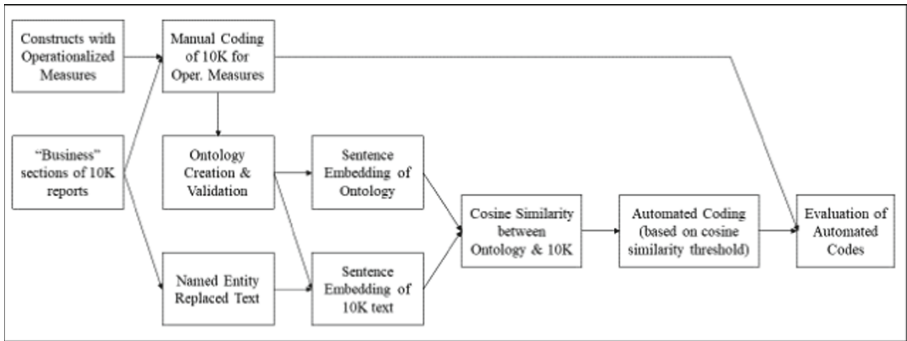 Constructs with
Operationalized
Measures
Manual Coding
of 10K for
Oper. Measures
“Business”
sections of 10K
reports
Ontology
Creation &
Validation
Sentence
Embedding of
Ontology
Cosine Similarity
between
Ontology & 10K
Automated Coding
(based on cosine
similarity threshold)
Evaluation of
Automated
Codes
Named Entity
Replaced Text
Sentence
Embedding of
10K text